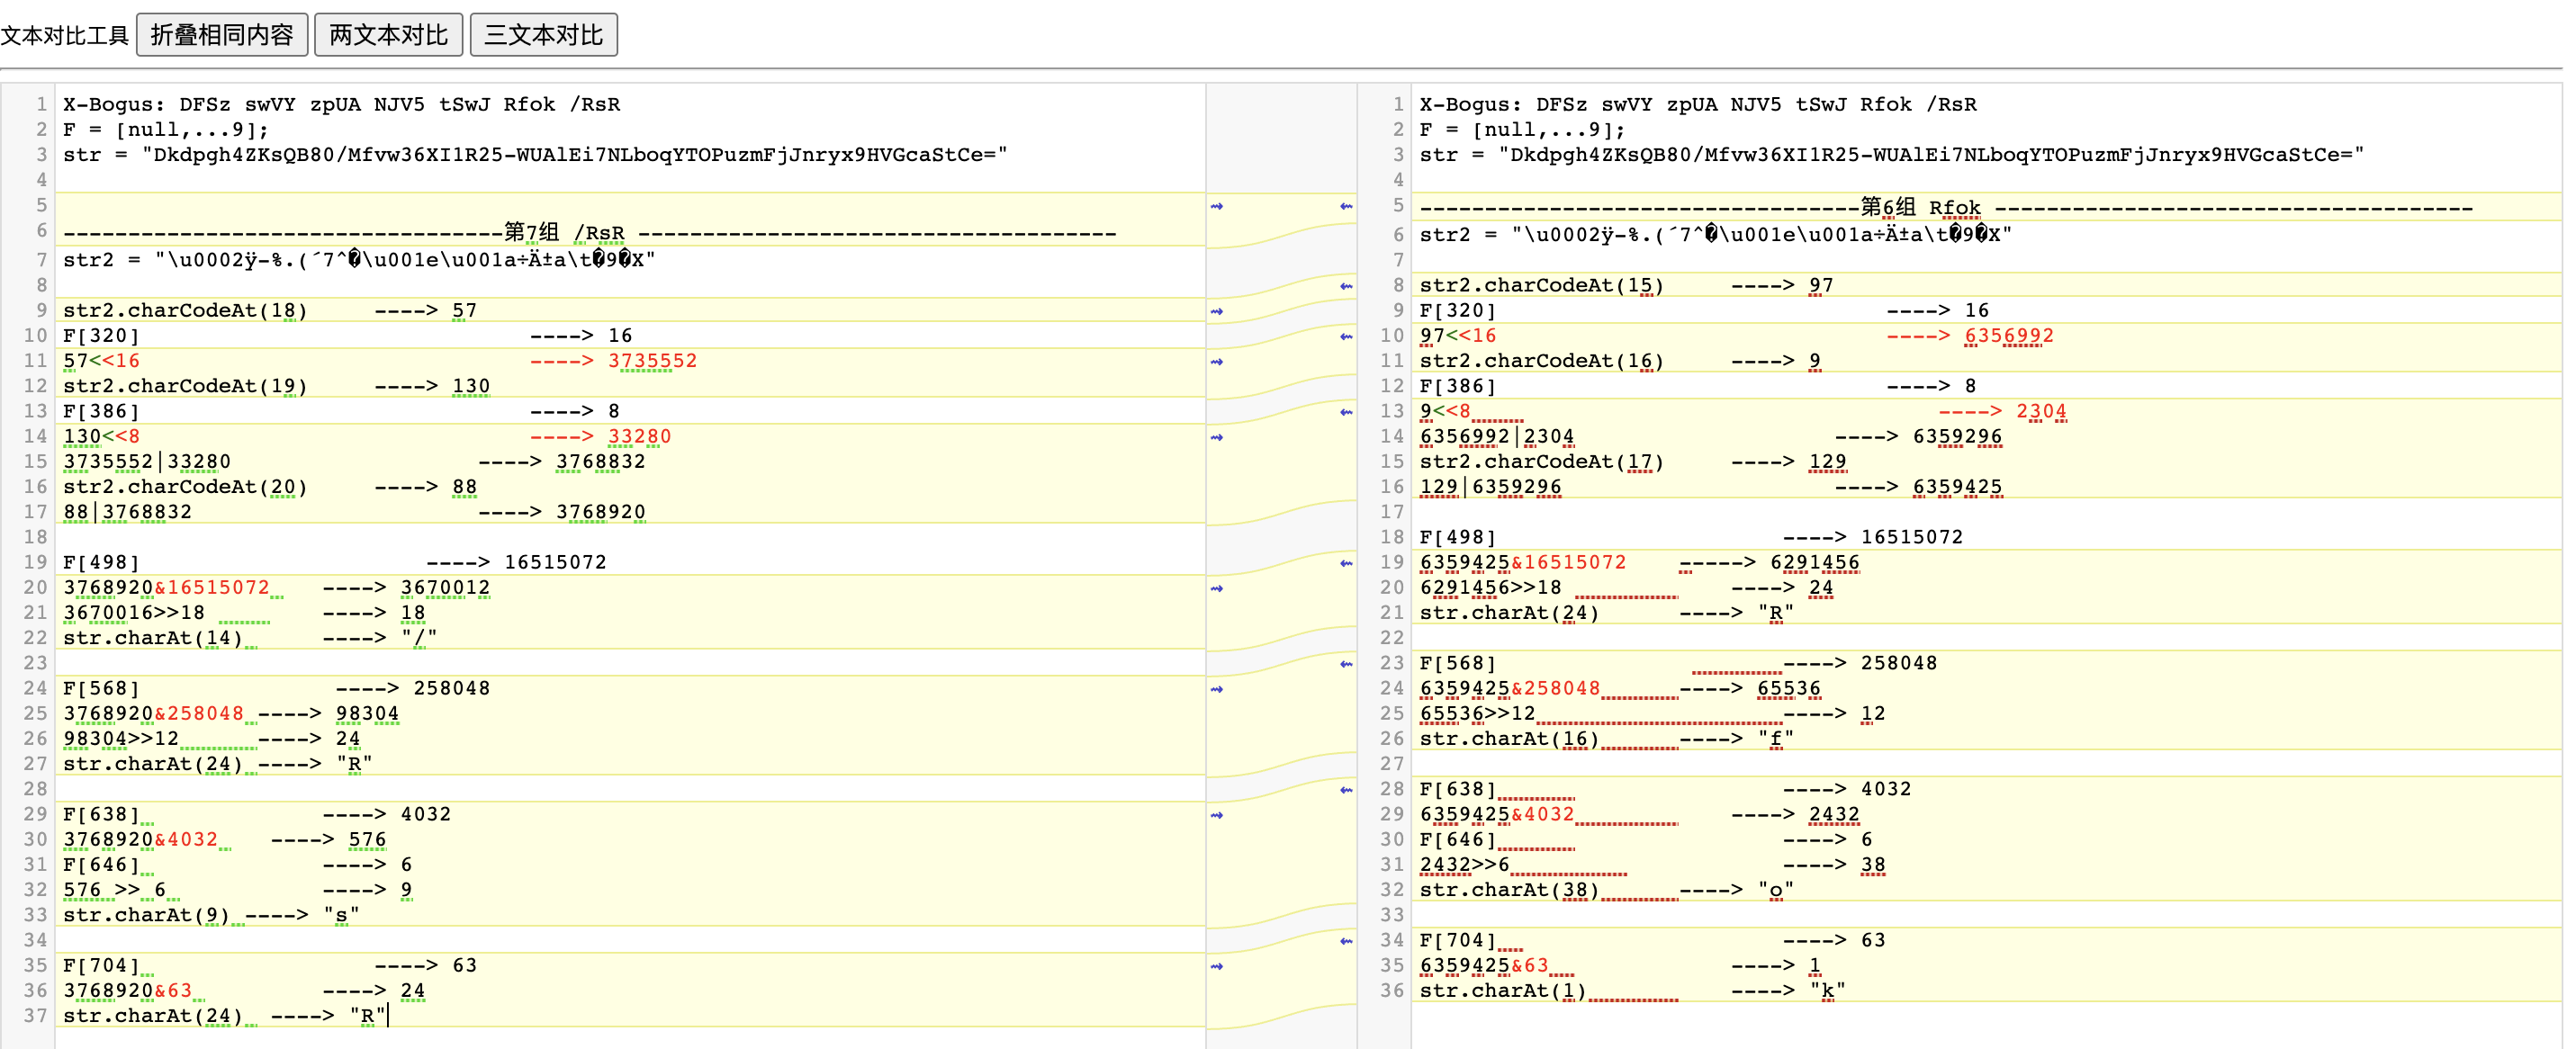 文本对比工具 折叠相同内容 两文本对比 三文本对比
1 X-Bogus: DFSz swVY zpUA NJV5 tSwJ Rfok /RsR
2 F = [null,...9];
3 str = "Dkdpgh4ZKsQB80/Mfvw36XI1R25-WUAlEi7NLboqYTOPuzmFjJnryx9HVGcaStCe="
4
5
6 ----------------------------------第7组 /RsR -------------------------------------
7 str2 = "\u0002ÿ-%.(´7^�\u001e\u001a÷Ä±a\t�9�X"
8
9 str2.charCodeAt(18) ----> 57
10 F[320] ----> 16
11 57<<16 ----> 3735552
12 str2.charCodeAt(19) ----> 130
13 F[386] ----> 8
14 130<<8 ----> 33280
15 3735552|33280 ----> 3768832
16 str2.charCodeAt(20) ----> 88
17 88|3768832 ----> 3768920
18
19 F[498] ----> 16515072
20 3768920&16515072 ----> 3670012
21 3670016>>18 ----> 18
22 str.charAt(14) ----> "/"
23
24 F[568] ----> 258048
25 3768920&258048 ----> 98304
26 98304>>12 ----> 24
27 str.charAt(24) ----> "R"
28
29 F[638] ----> 4032
30 3768920&4032 ----> 576
31 F[646] ----> 6
32 576 >> 6 ----> 9
33 str.charAt(9) ----> "s"
34
35 F[704] ----> 63
36 3768920&63 ----> 24
37 str.charAt(24) ----> "R"
1 X-Bogus: DFSz swVY zpUA NJV5 tSwJ Rfok /RsR
2 F = [null,...9];
3 str = "Dkdpgh4ZKsQB80/Mfvw36XI1R25-WUAlEi7NLboqYTOPuzmFjJnryx9HVGcaStCe="
4
5 ----------------------------------第6组 Rfok -------------------------------------
6 str2 = "\u0002ÿ-%.(´7^�\u001e\u001a÷Ä±a\t�9�X"
7
8 str2.charCodeAt(15) ----> 97
9 F[320] ----> 16
10 97<<16 ----> 6356992
11 str2.charCodeAt(16) ----> 9
12 F[386] ----> 8
13 9<<8 ----> 2304
14 6356992|2304 ----> 6359296
15 str2.charCodeAt(17) ----> 129
16 129|6359296 ----> 6359425
17
18 F[498] ----> 16515072
19 6359425&16515072 -----> 6291456
20 6291456>>18 ----> 24
21 str.charAt(24) ----> "R"
22
23 F[568] ----> 258048
24 6359425&258048 ----> 65536
25 65536>>12 ----> 12
26 str.charAt(16) ----> "f"
27
28 F[638] ----> 4032
29 6359425&4032 ----> 2432
30 F[646] ----> 6
31 2432>>6 ----> 38
32 str.charAt(38) ----> "o"
33
34 F[704] ----> 63
35 6359425&63 ----> 1
36 str.charAt(1) ----> "k"